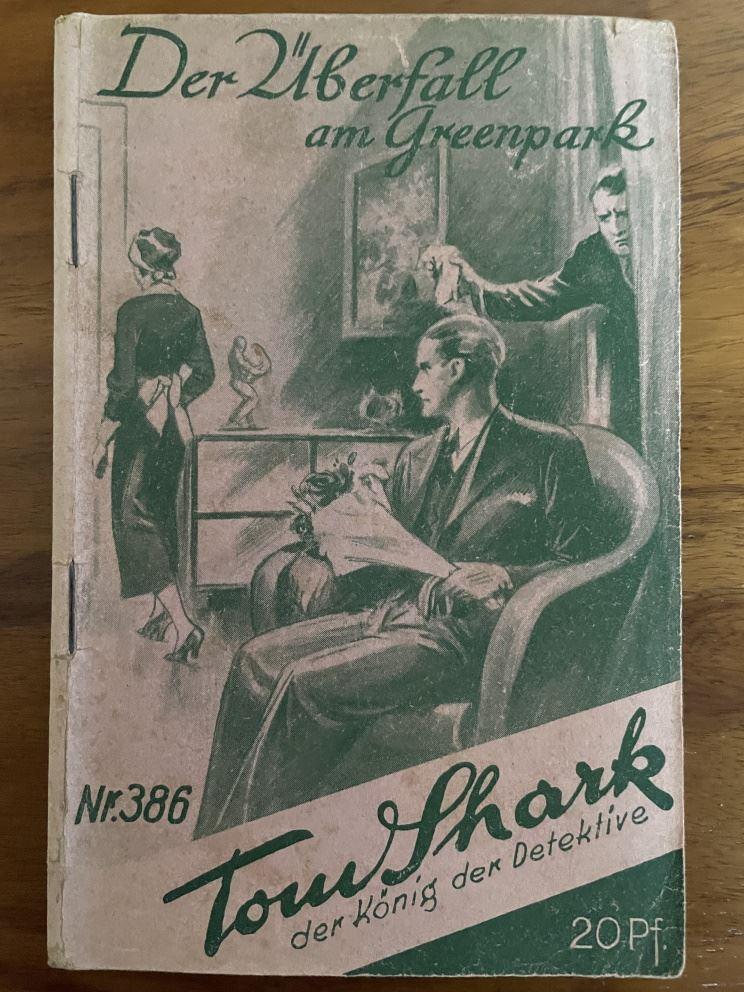 Der Überfall
am Greenpark
Nr. 386
Tom Shark
der König der Detektive
20 Pf.